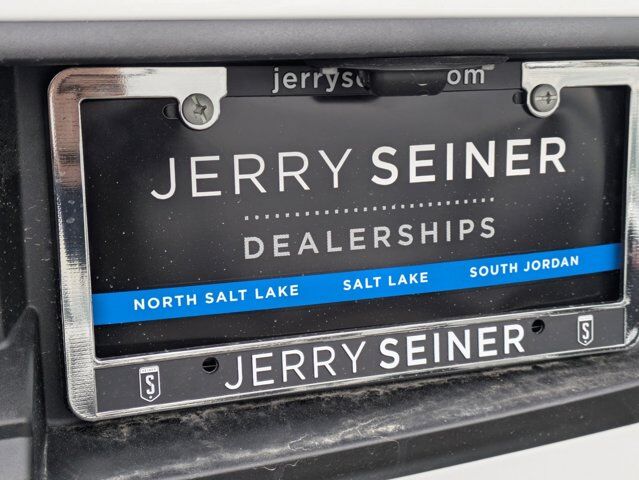 JERRY SEINER
DEALERSHIPS
NORTH SALT LAKE SALT LAKE SOUTH JORDAN
S JERRY SEINER S